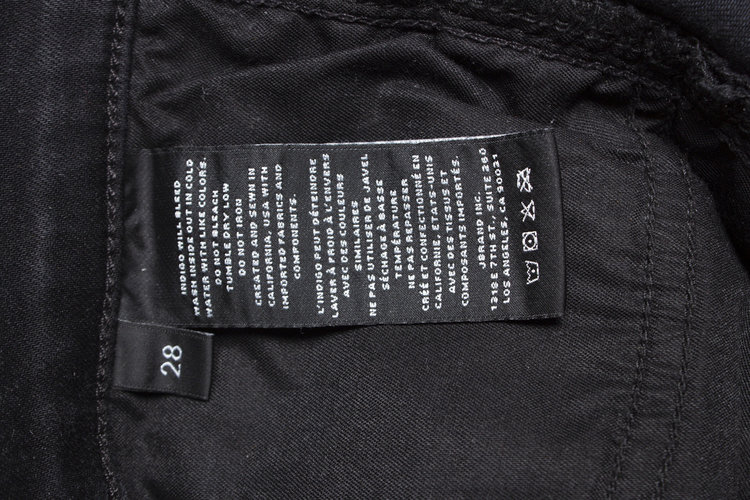 INDIGO WILL BLEED
WASH INSIDE OUT IN COLD
WATER WITH LIKE COLORS.
DO NOT BLEACH
TUMBLE DRY LOW
DO NOT IRON
CREATED AND SEWN IN
CALIFORNIA, USA WITH
IMPORTED FABRICS AND
COMPONENTS.
L'INDIGO PEUT DÉTEINDRE
LAVER À FROID À L'ENVERS
AVEC DES COULEURS
SIMILAIRES
NE PAS UTILISER DE JAVEL
SÉCHAGE À BASSE
TEMPÉRATURE
NE PAS REPASSER
CRÉÉ ET CONFECTIONNÉ EN
CALIFORNIE, ETATS-UNIS
AVEC DES TISSUS ET
COMPOSANTS IMPORTÉS.
JBRAND INC.
1318 E 7TH ST., SUITE 260
LOS ANGELES, CA 90021
28